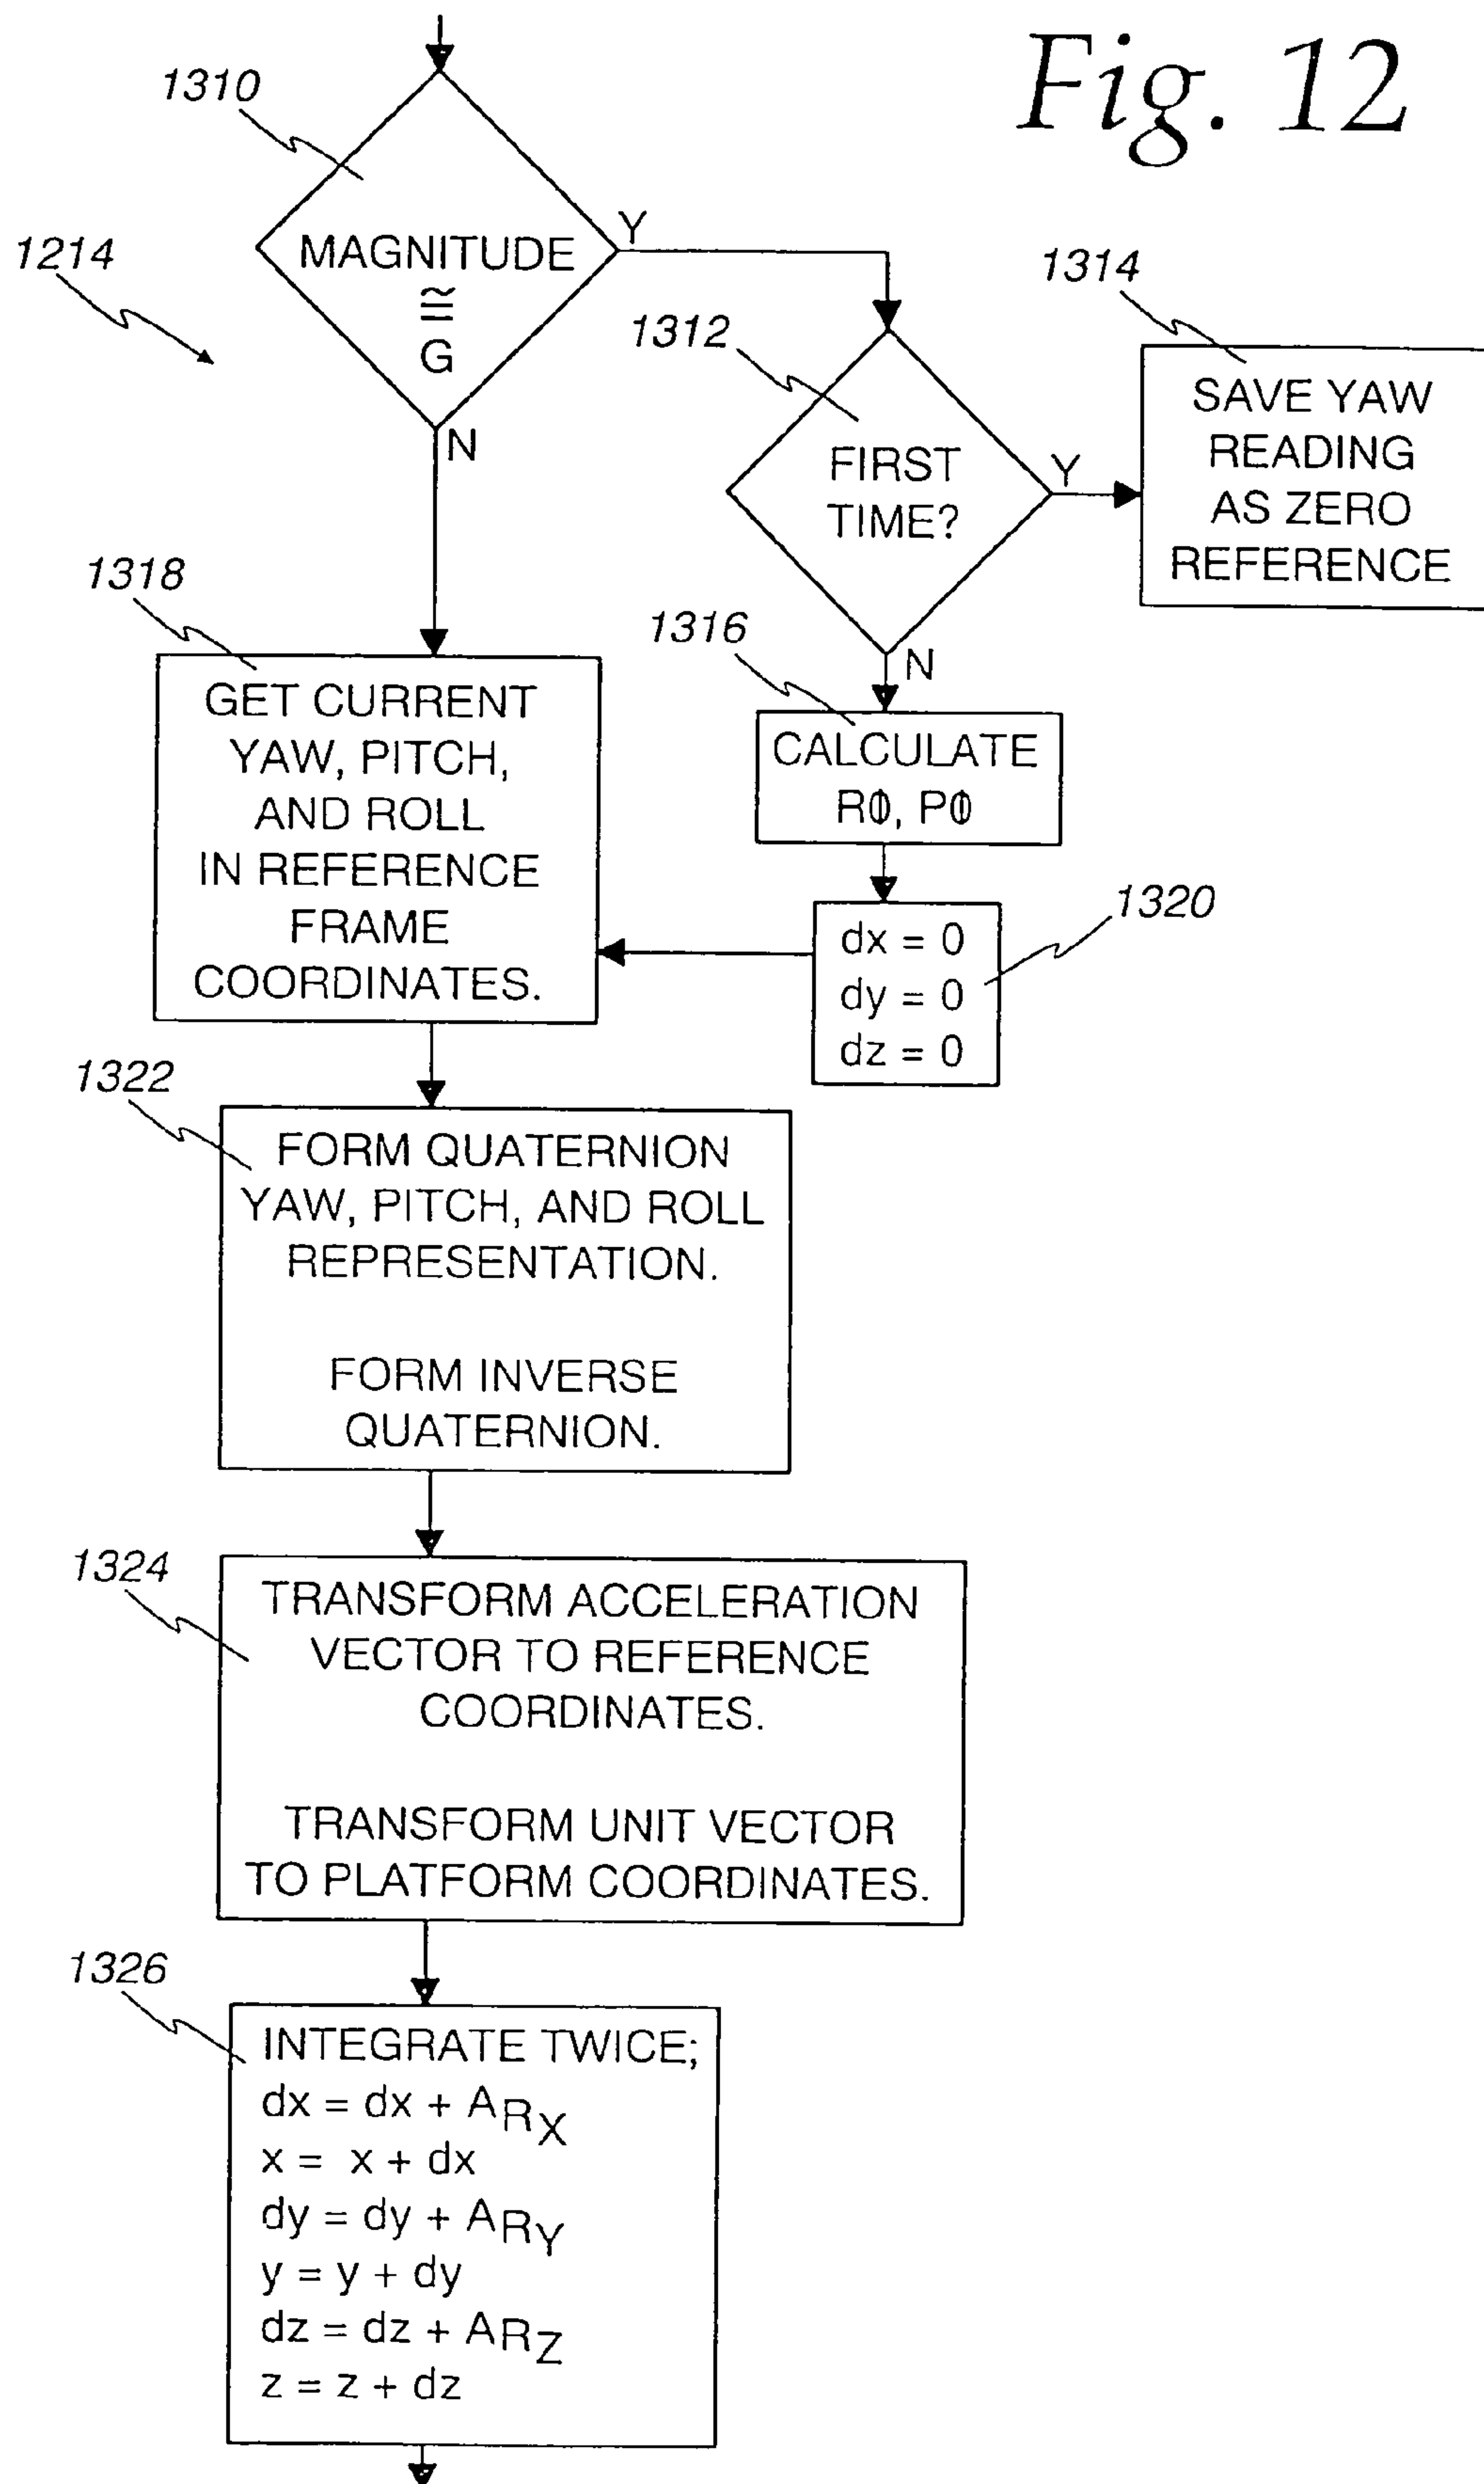 Fig. 12
1310
MAGNITUDE
≅
G
Y
N
1214
1312
FIRST
TIME?
Y
N
1314
SAVE YAW
READING
AS ZERO
REFERENCE
1316
CALCULATE
RΦ, PΦ
1318
GET CURRENT
YAW, PITCH,
AND ROLL
IN REFERENCE
FRAME
COORDINATES.
1320
dx = 0
dy = 0
dz = 0
1322
FORM QUATERNION
YAW, PITCH, AND ROLL
REPRESENTATION.
FORM INVERSE
QUATERNION.
1324
TRANSFORM ACCELERATION
VECTOR TO REFERENCE
COORDINATES.
TRANSFORM UNIT VECTOR
TO PLATFORM COORDINATES.
1326
INTEGRATE TWICE;
dx = dx + ARX
x = x + dx
dy = dy + ARY
y = y + dy
dz = dz + ARZ
z = z + dz